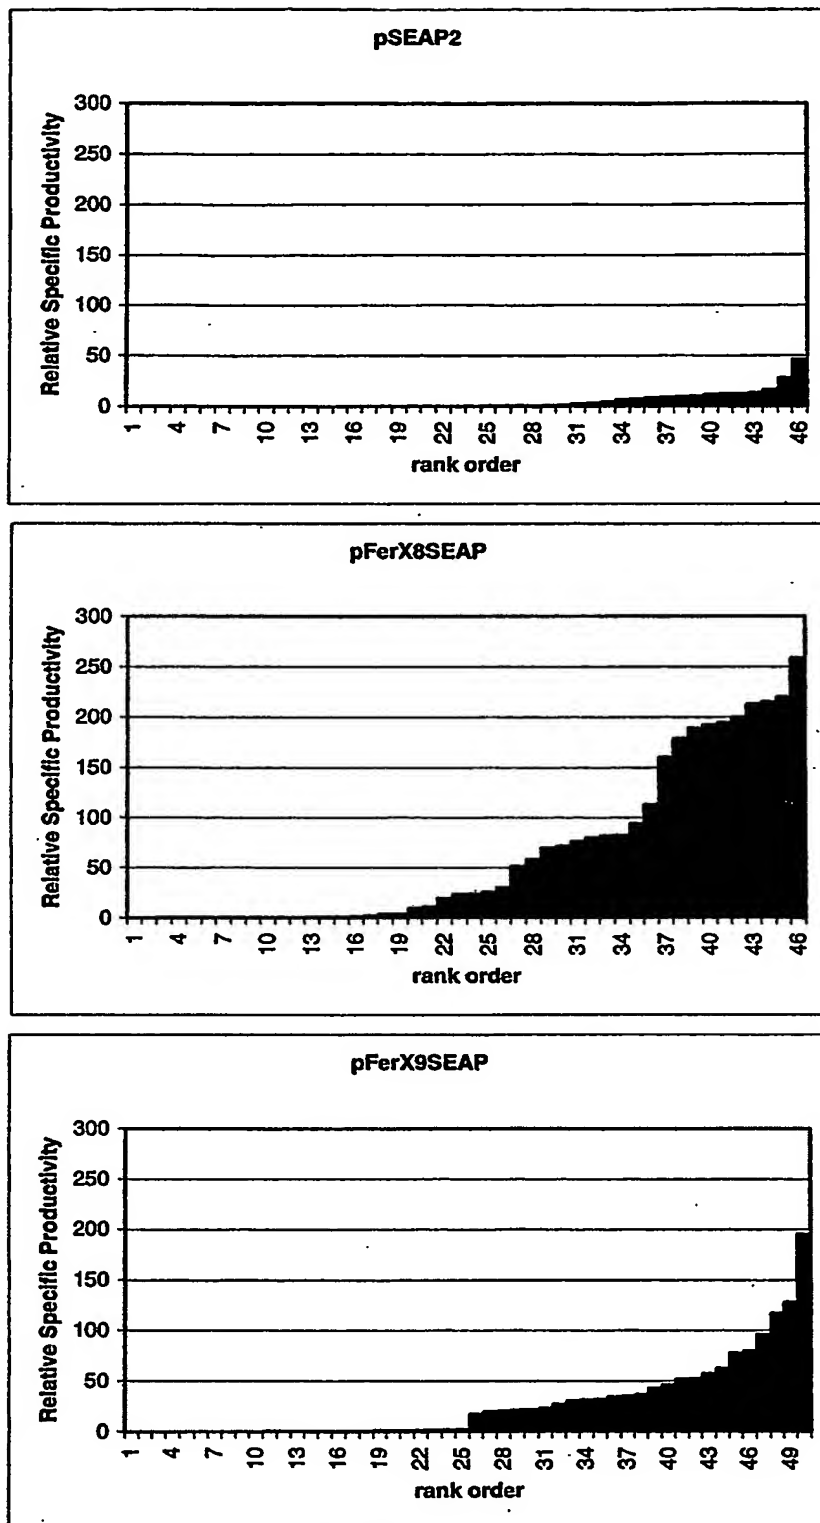 pSEAP2
Relative Specific Productivity
300
250
200
150
100
50
0
1 4 7 10 13 16 19 22 25 28 31 34 37 40 43 46
rank order
pFerX8SEAP
Relative Specific Productivity
300
250
200
150
100
50
0
1 4 7 10 13 16 19 22 25 28 31 34 37 40 43 46
rank order
pFerX9SEAP
Relative Specific Productivity
300
250
200
150
100
50
0
1 4 7 10 13 16 19 22 25 28 31 34 37 40 43 46 49
rank order